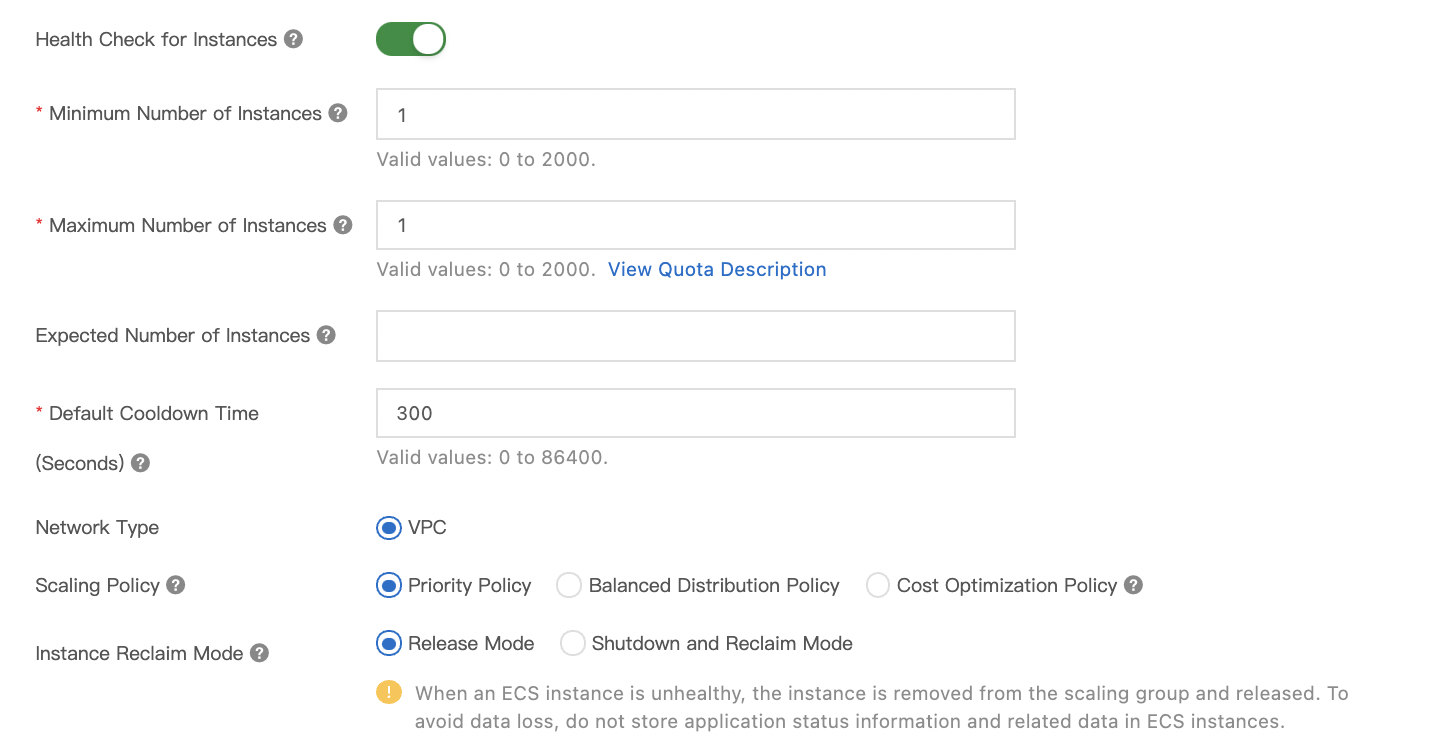 Health Check for Instances ?
* Minimum Number of Instances ?
1
Valid values: 0 to 2000.
* Maximum Number of Instances ?
1
Valid values: 0 to 2000. View Quota Description
Expected Number of Instances ?
* Default Cooldown Time
(Seconds) ?
300
Valid values: 0 to 86400.
Network Type
VPC
Scaling Policy ?
Priority Policy Balanced Distribution Policy Cost Optimization Policy ?
Instance Reclaim Mode ?
Release Mode Shutdown and Reclaim Mode
! When an ECS instance is unhealthy, the instance is removed from the scaling group and released. To
avoid data loss, do not store application status information and related data in ECS instances.